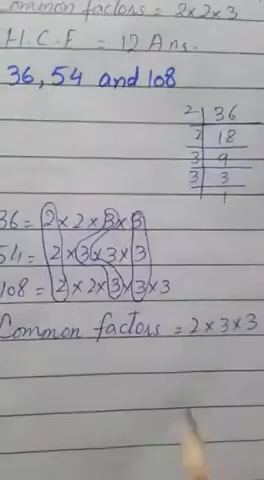 Common factors = 2×2×3
H.C.F = 12 Ans.
36, 54 and 108
2 | 36
2 | 18
3 | 9
3 | 3
1
36 = 2×2×3×3
54 = 2×3×3×3
108 = 2×2×3×3×3
Common factors = 2×3×3